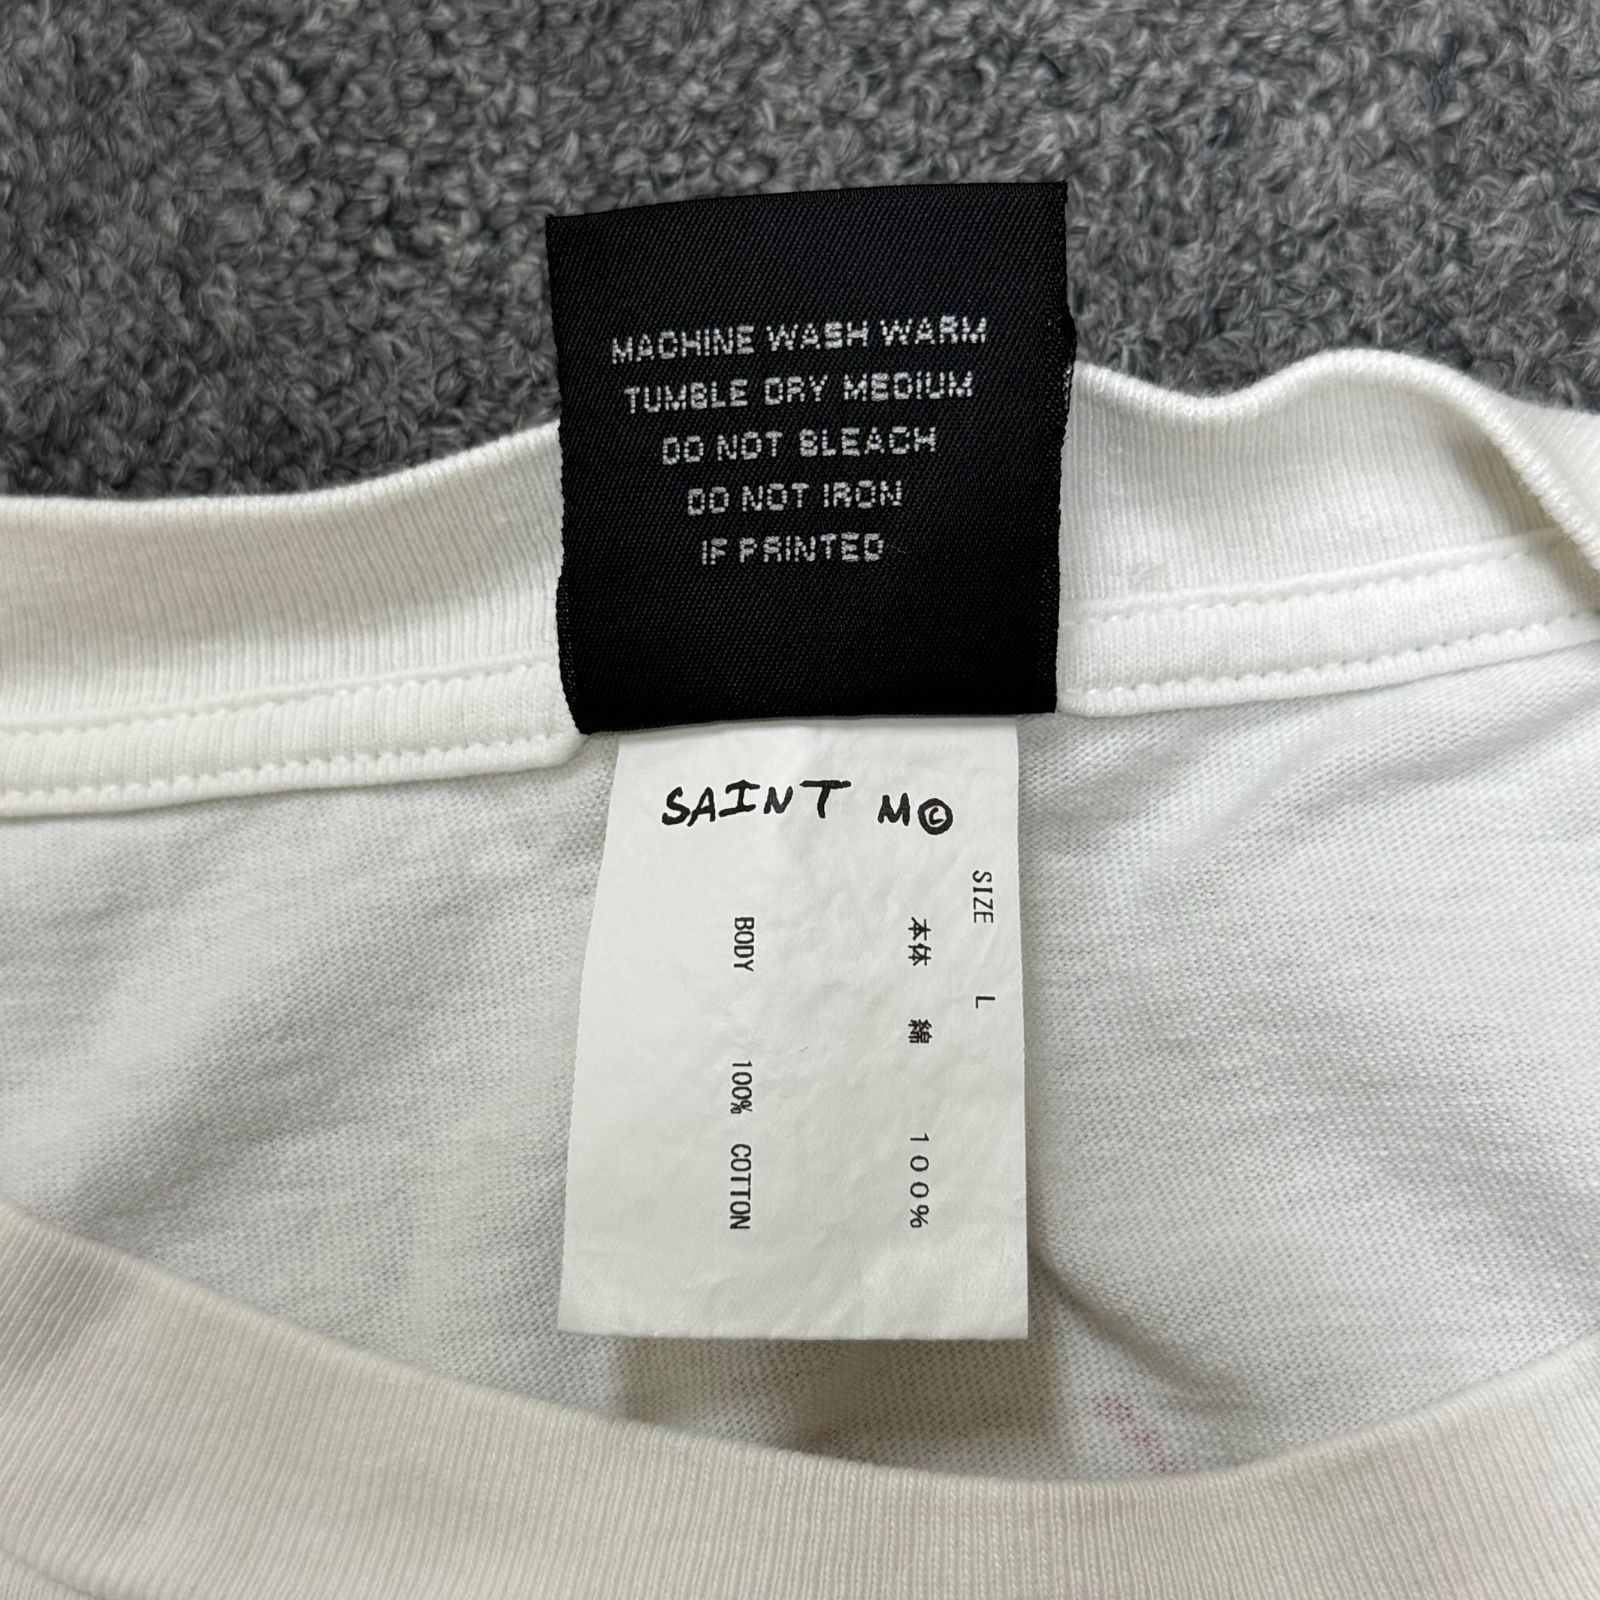 MACHINE WASH WARM
TUMBLE DRY MEDIUM
DO NOT BLEACH
DO NOT IRON
IF PRINTED
SAINT M©
SIZE L
本体 綿 100%
BODY 100% COTTON